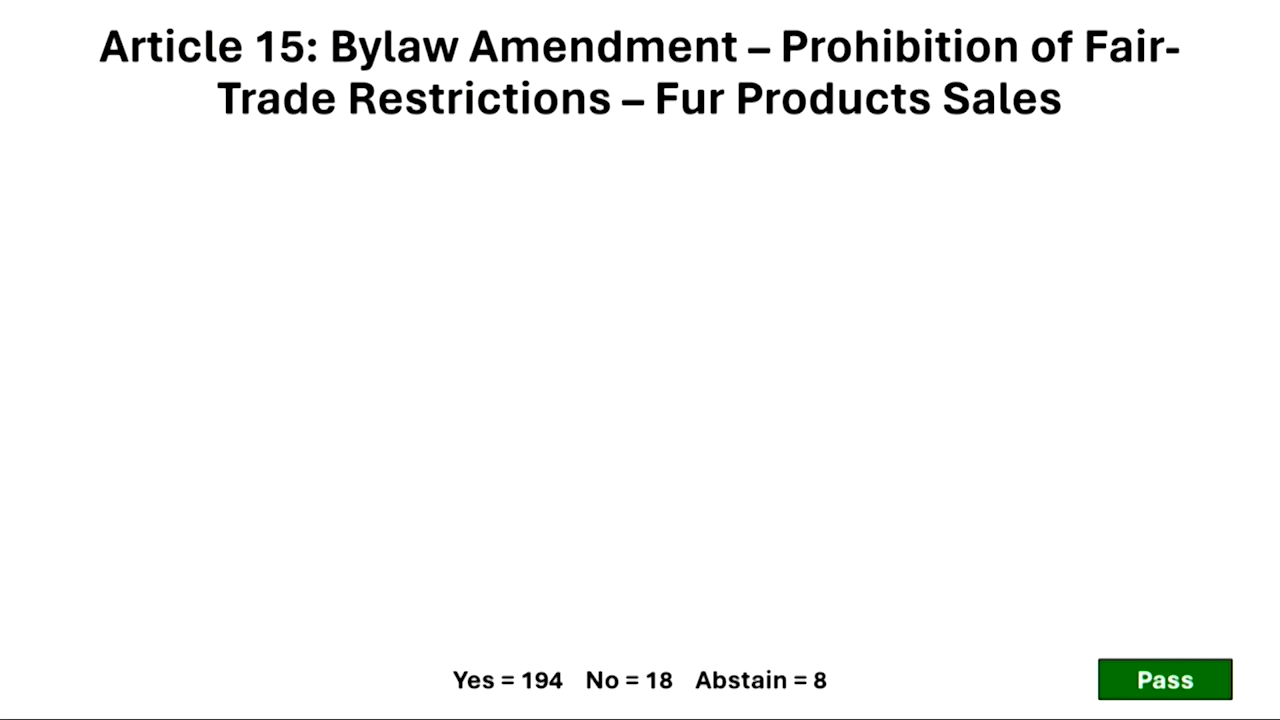 Article 15: Bylaw Amendment – Prohibition of Fair-
Trade Restrictions – Fur Products Sales
Yes = 194 No = 18 Abstain = 8
Pass